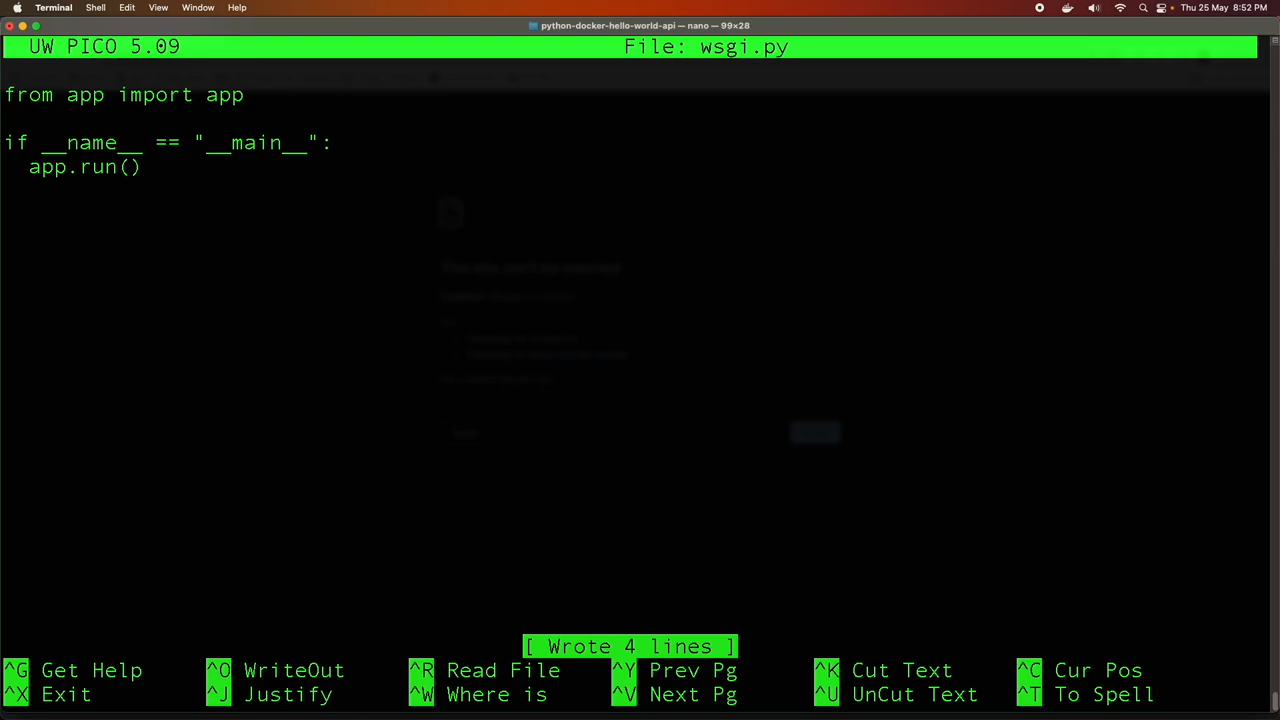 Terminal Shell Edit View Window Help Thu 25 May 8:52 PM
python-docker-hello-world-api — nano — 99×28
UW PICO 5.09 File: wsgi.py
from app import app
if __name__ == "__main__":
app.run()
[ Wrote 4 lines ]
^G Get Help ^O WriteOut ^R Read File ^Y Prev Pg ^K Cut Text ^C Cur Pos
^X Exit ^J Justify ^W Where is ^V Next Pg ^U UnCut Text ^T To Spell